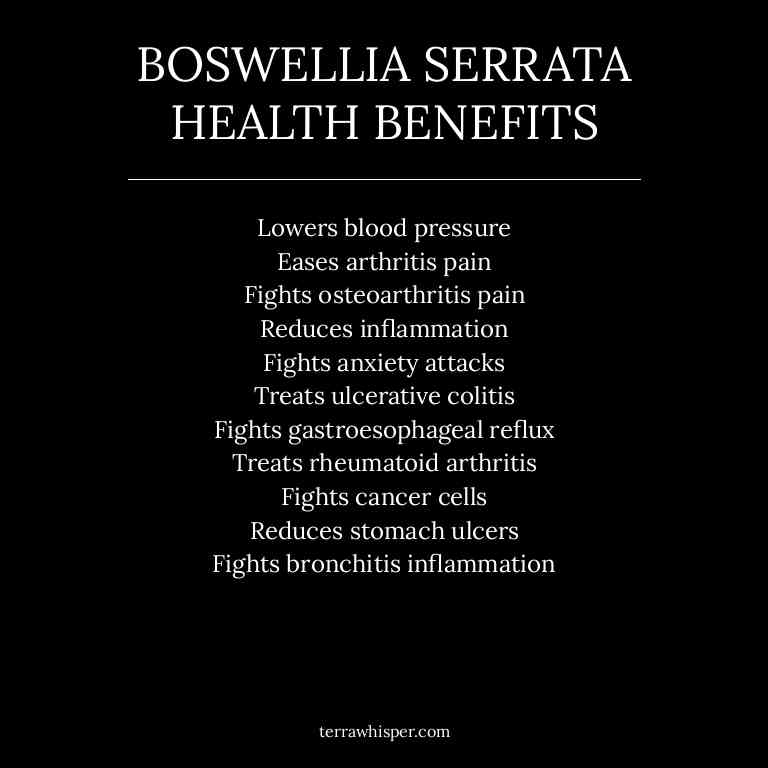 BOSWELLIA SERRATA
HEALTH BENEFITS
Lowers blood pressure
Eases arthritis pain
Fights osteoarthritis pain
Reduces inflammation
Fights anxiety attacks
Treats ulcerative colitis
Fights gastroesophageal reflux
Treats rheumatoid arthritis
Fights cancer cells
Reduces stomach ulcers
Fights bronchitis inflammation
terrawhisper.com